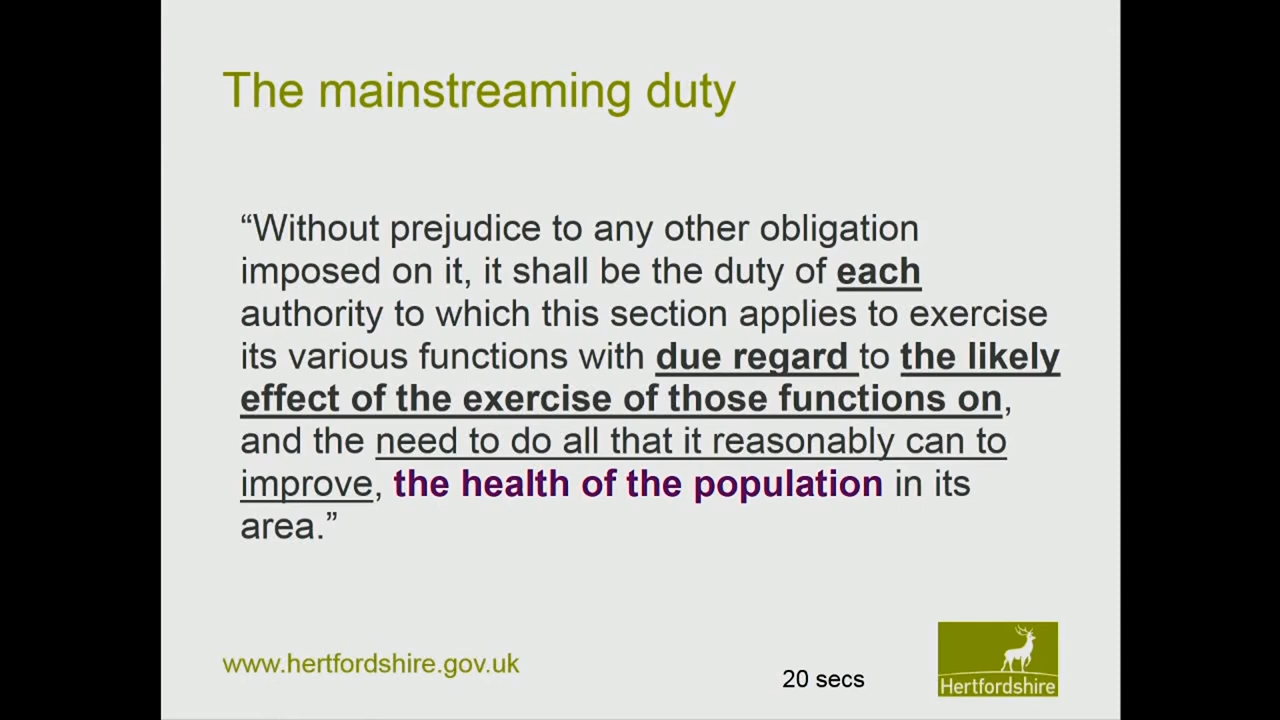 The mainstreaming duty
“Without prejudice to any other obligation
imposed on it, it shall be the duty of each
authority to which this section applies to exercise
its various functions with due regard to the likely
effect of the exercise of those functions on,
and the need to do all that it reasonably can to
improve, the health of the population in its
area.”
www.hertfordshire.gov.uk
20 secs
Hertfordshire